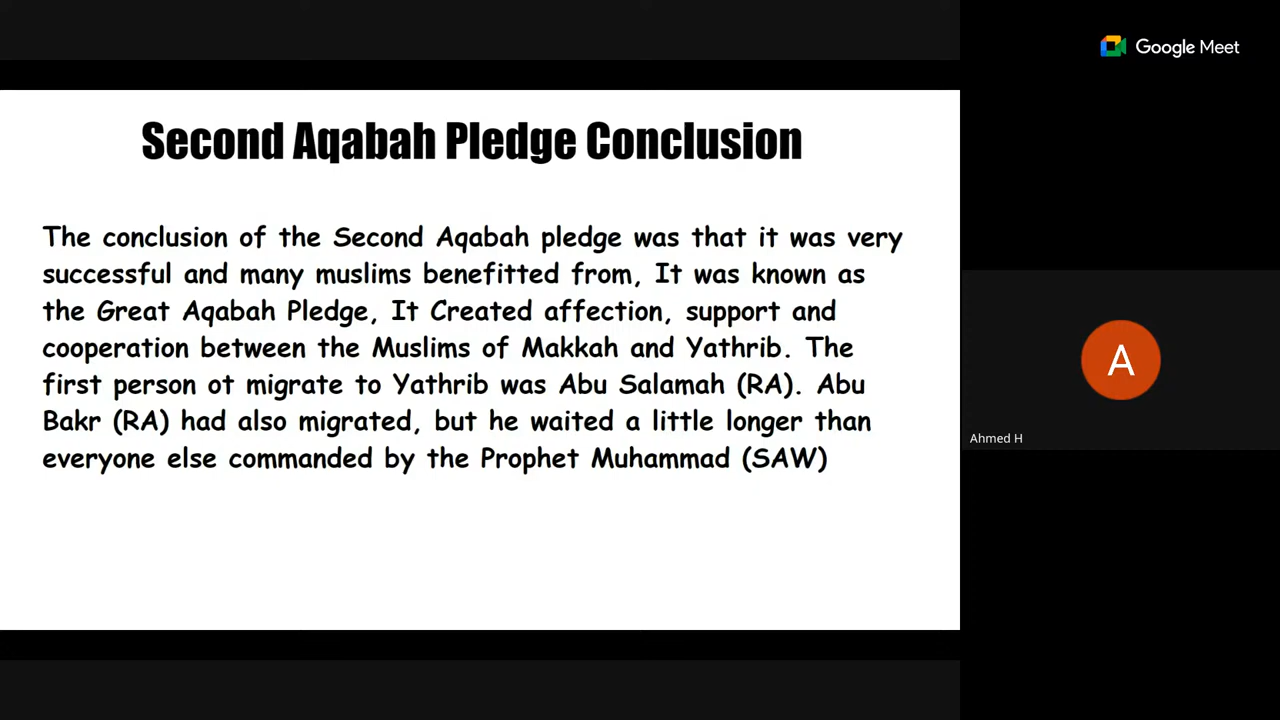 Google Meet
Second Aqabah Pledge Conclusion
The conclusion of the Second Aqabah pledge was that it was very
successful and many muslims benefitted from, It was known as
the Great Aqabah Pledge, It Created affection, support and
cooperation between the Muslims of Makkah and Yathrib. The
first person ot migrate to Yathrib was Abu Salamah (RA). Abu
Bakr (RA) had also migrated, but he waited a little longer than
everyone else commanded by the Prophet Muhammad (SAW)
A
Ahmed H